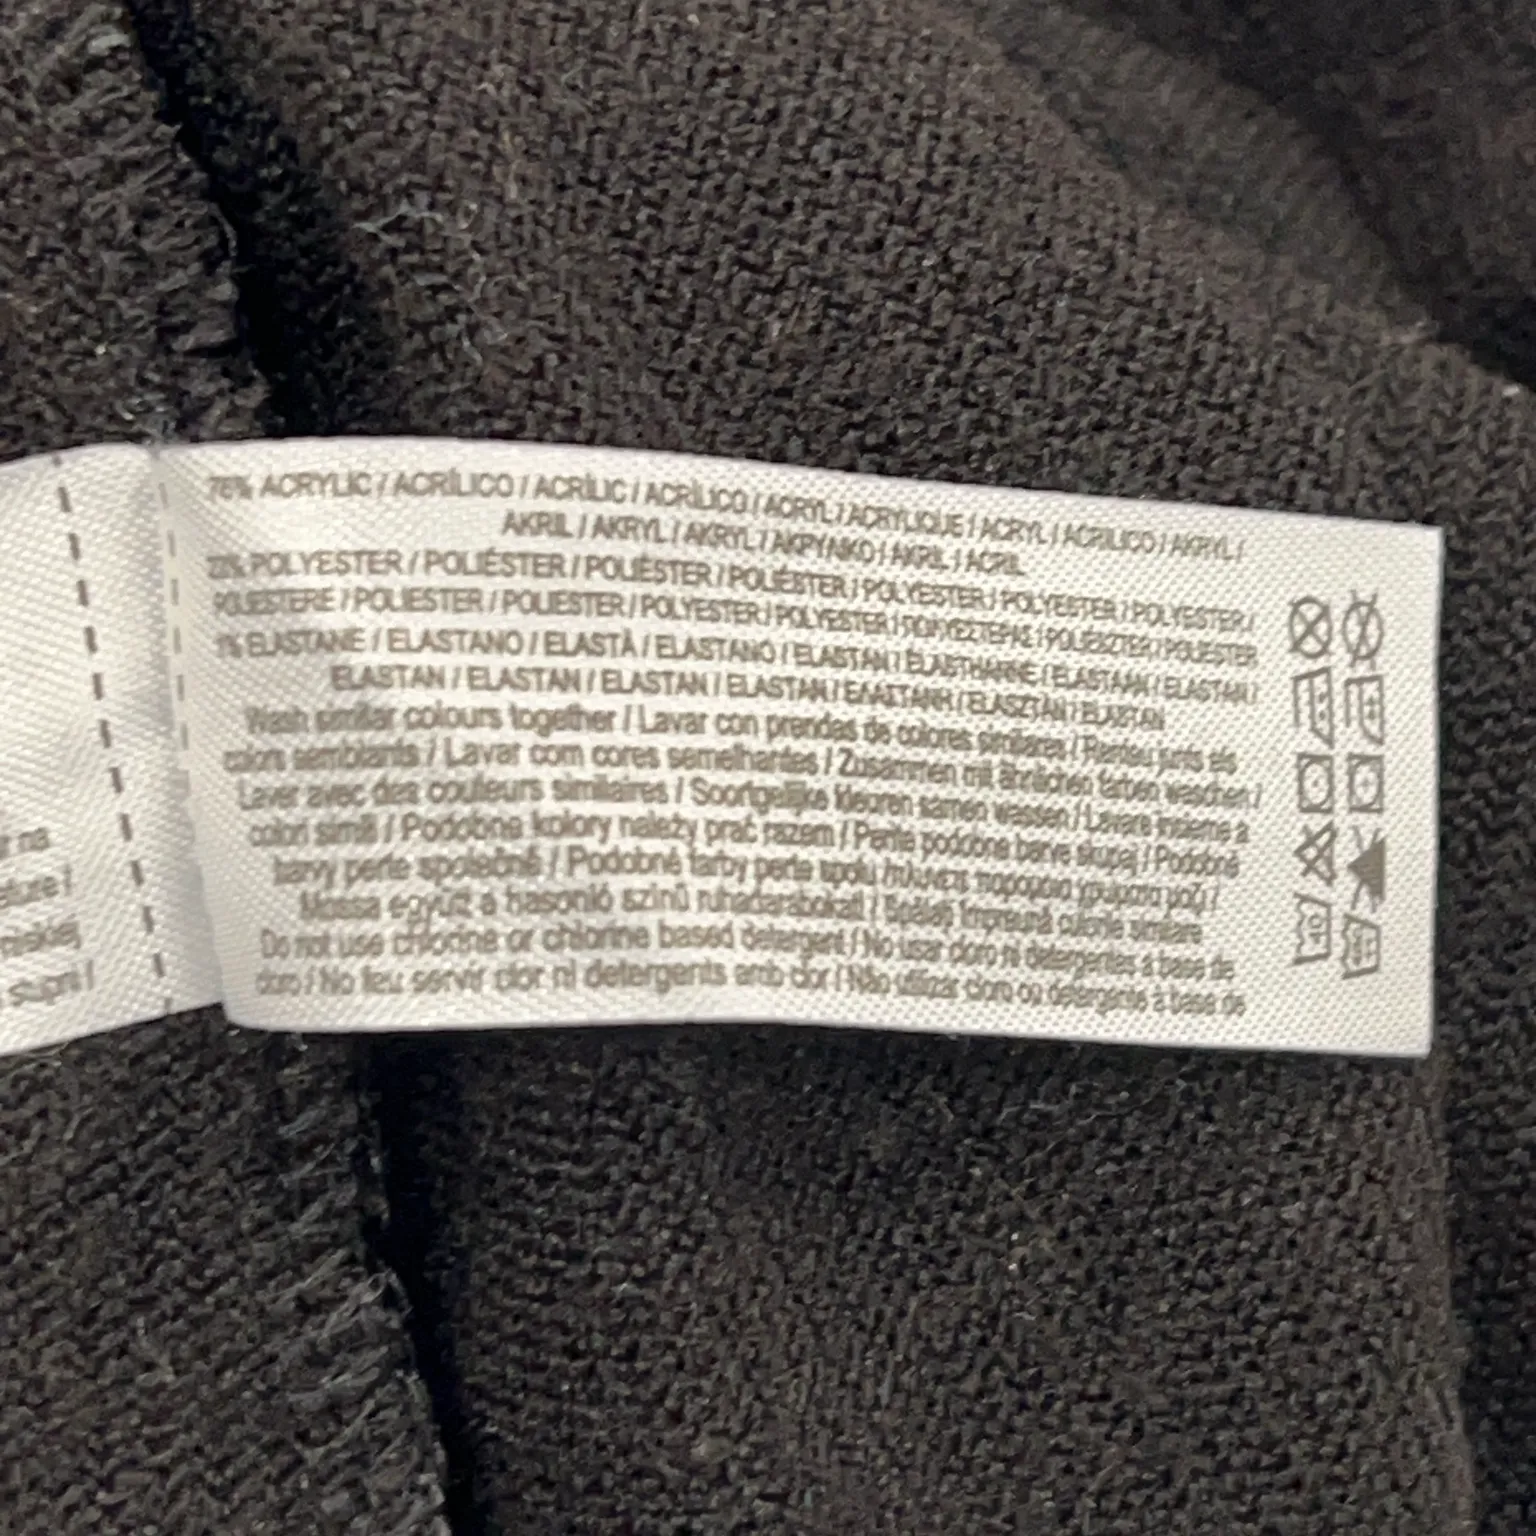 76% ACRYLIC / ACRÍLICO / ACRÍLIC / ACRÍLICO / ACRYL / ACRYLIQUE / ACRYL / ACRILICO / AKRYL /
AKRIL / AKRYL / AKRYL / ΑΚΡΥΛΙΚΟ / AKRIL / ACRIL
23% POLYESTER / POLIÉSTER / POLIÈSTER / POLIÉSTER / POLYESTER / POLYESTER / POLYESTER /
POLIESTERE / POLIESTER / POLIESTER / POLYESTER / POLYESTER / ΠΟΛΥΕΣΤΕΡΑΣ / POLIÉSZTER / POLIESTER
1% ELASTANE / ELASTANO / ELASTÀ / ELASTANO / ELASTAN / ÉLASTHANNE / ELASTAAN / ELASTAN /
ELASTAN / ELASTAN / ELASTAN / ELASTAN / ΕΛΑΣΤΑΝΗ / ELASZTÁN / ELASTAN
Wash similar colours together / Lavar con prendas de colores similares / Renteu junts els
colors semblants / Lavar com cores semelhantes / Zusammen mit ähnlichen farben waschen /
Laver avec des couleurs similaires / Soortgelijke kleuren samen wassen / Lavare insieme a
colori simili / Podobne kolory należy prać razem / Perite podobne barve skupaj / Podobné
barvy perte společně / Podobné farby perte spolu / πλύνετε παρόμοια χρώματα μαζί /
Mossa együtt a hasonló színű ruhadarabokat / Spălați împreună culorile similare
Do not use chlorine or chlorine based detergent / No usar cloro ni detergentes a base de
cloro / No feu servir clor ni detergents amb clor / Não utilizar cloro ou detergente à base de
40